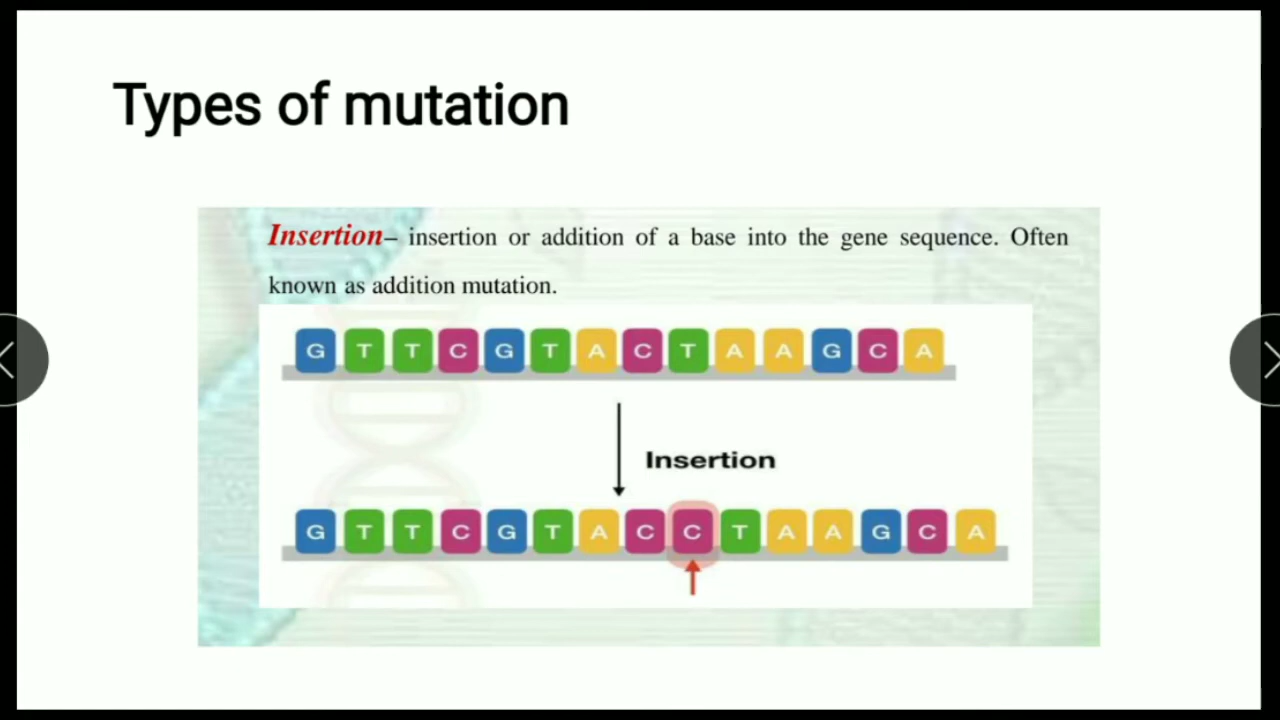 Types of mutation
Insertion– insertion or addition of a base into the gene sequence. Often
known as addition mutation.
G T T C G T A C T A A G C A
Insertion
G T T C G T A C C T A A G C A